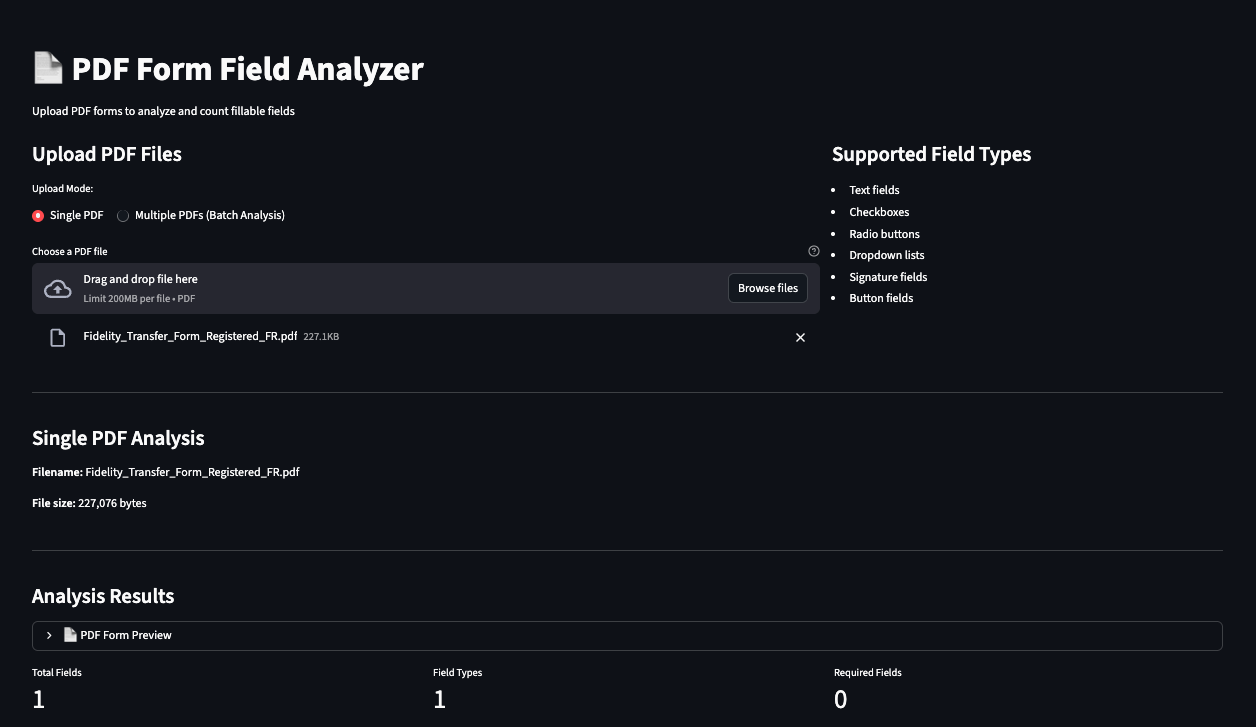 PDF Form Field Analyzer
Upload PDF forms to analyze and count fillable fields
Upload PDF Files
Upload Mode:
Single PDF
Multiple PDFs (Batch Analysis)
Choose a PDF file
Drag and drop file here
Limit 200MB per file • PDF
Browse files
Fidelity_Transfer_Form_Registered_FR.pdf 227.1KB
Supported Field Types
• Text fields
• Checkboxes
• Radio buttons
• Dropdown lists
• Signature fields
• Button fields
Single PDF Analysis
Filename: Fidelity_Transfer_Form_Registered_FR.pdf
File size: 227,076 bytes
Analysis Results
PDF Form Preview
Total Fields
1
Field Types
1
Required Fields
0